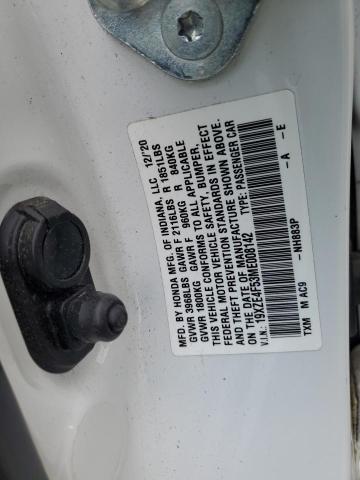 MFD. BY HONDA MFG. OF INDIANA, LLC 12/'20
GVWR 3968LBS GAWR F 2116LBS R 1851LBS
GVWR 1800KG GAWR F 960KG R 840KG
THIS VEHICLE CONFORMS TO ALL APPLICABLE
FEDERAL MOTOR VEHICLE SAFETY, BUMPER,
AND THEFT PREVENTION STANDARDS IN EFFECT
ON THE DATE OF MANUFACTURE SHOWN ABOVE.
V.I.N.: 19XZE4F53ME008142 TYPE: PASSENGER CAR
—NH883P —A —E
TXM M AC9